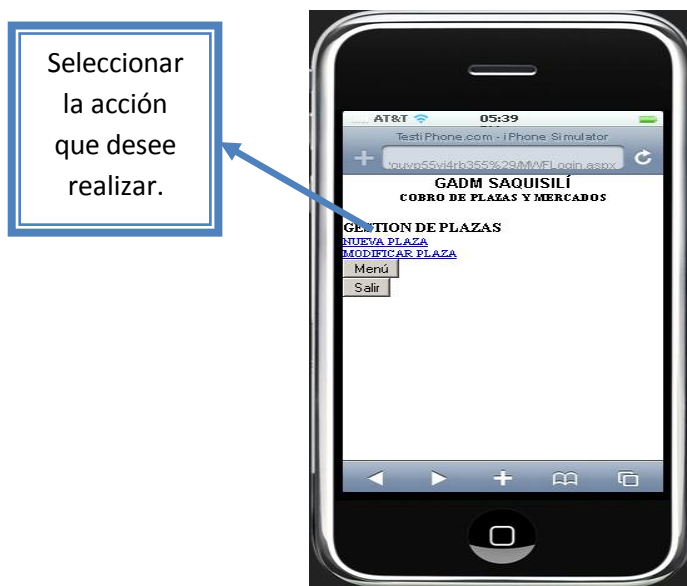 Seleccionar
la acción
que desee
realizar.
AT&T 05:39
TestiPhone.com - iPhone Simulator
GADM SAQUISILÍ
COBRO DE PLAZAS Y MERCADOS
GESTION DE PLAZAS
NUEVA PLAZA
MODIFICAR PLAZA
Menú
Salir